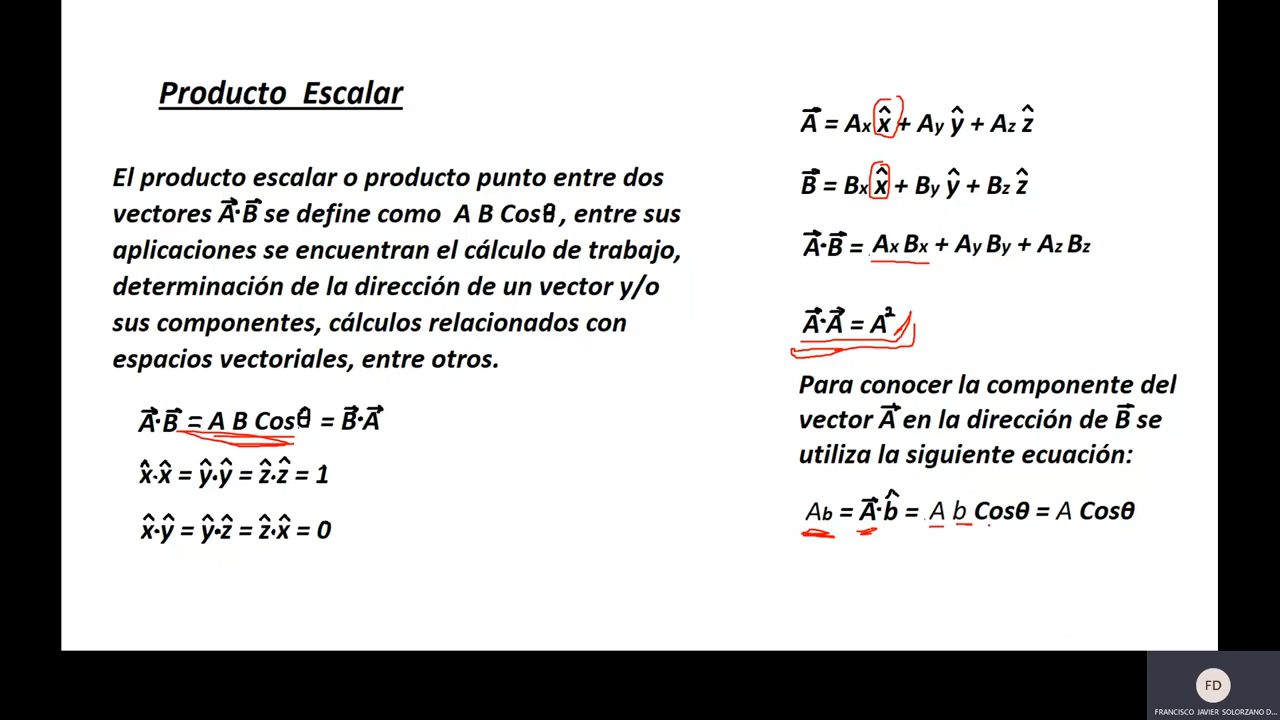 Producto Escalar
El producto escalar o producto punto entre dos
vectores A⃗·B⃗ se define como A B Cosθ, entre sus
aplicaciones se encuentran el cálculo de trabajo,
determinación de la dirección de un vector y/o
sus componentes, cálculos relacionados con
espacios vectoriales, entre otros.
A⃗·B⃗ = A B Cosθ = B⃗·A⃗
x̂·x̂ = ŷ·ŷ = ẑ·ẑ = 1
x̂·ŷ = ŷ·ẑ = ẑ·x̂ = 0
A⃗ = Ax x̂ + Ay ŷ + Az ẑ
B⃗ = Bx x̂ + By ŷ + Bz ẑ
A⃗·B⃗ = Ax Bx + Ay By + Az Bz
A⃗·A⃗ = A²
Para conocer la componente del
vector A⃗ en la dirección de B⃗ se
utiliza la siguiente ecuación:
Ab = A⃗·b̂ = A b Cosθ = A Cosθ
FD
FRANCISCO JAVIER SOLORZANO D...